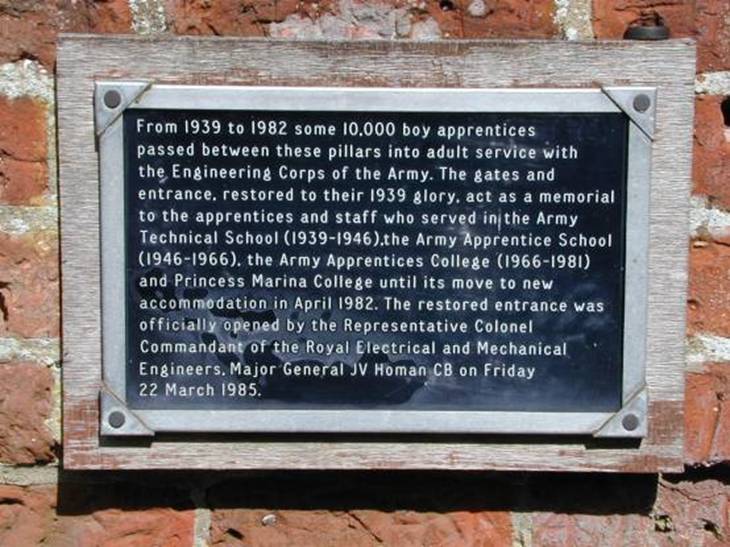 From 1939 to 1982 some 10,000 boy apprentices
passed between these pillars into adult service with
the Engineering Corps of the Army. The gates and
entrance, restored to their 1939 glory, act as a memorial
to the apprentices and staff who served in the Army
Technical School (1939-1946),the Army Apprentice School
(1946-1966), the Army Apprentices College (1966-1981)
and Princess Marina College until its move to new
accommodation in April 1982. The restored entrance was
officially opened by the Representative Colonel
Commandant of the Royal Electrical and Mechanical
Engineers, Major General JV Homan CB on Friday
22 March 1985.